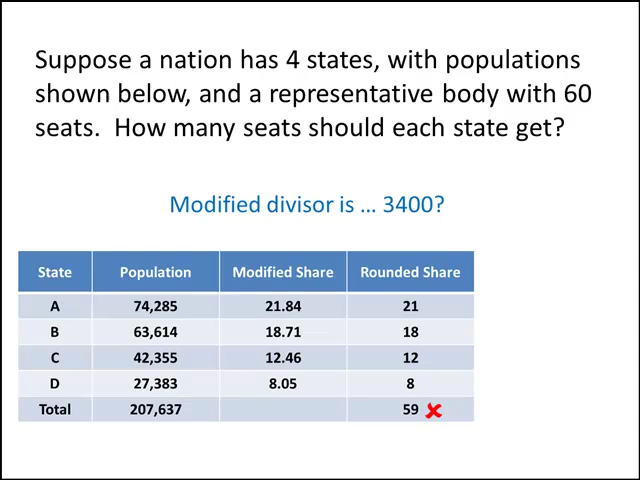 Suppose a nation has 4 states, with populations
shown below, and a representative body with 60
seats.  How many seats should each state get?
Modified divisor is … 3400?
State Population Modified Share Rounded Share
A 74,285 21.84 21
B 63,614 18.71 18
C 42,355 12.46 12
D 27,383 8.05 8
Total 207,637 59